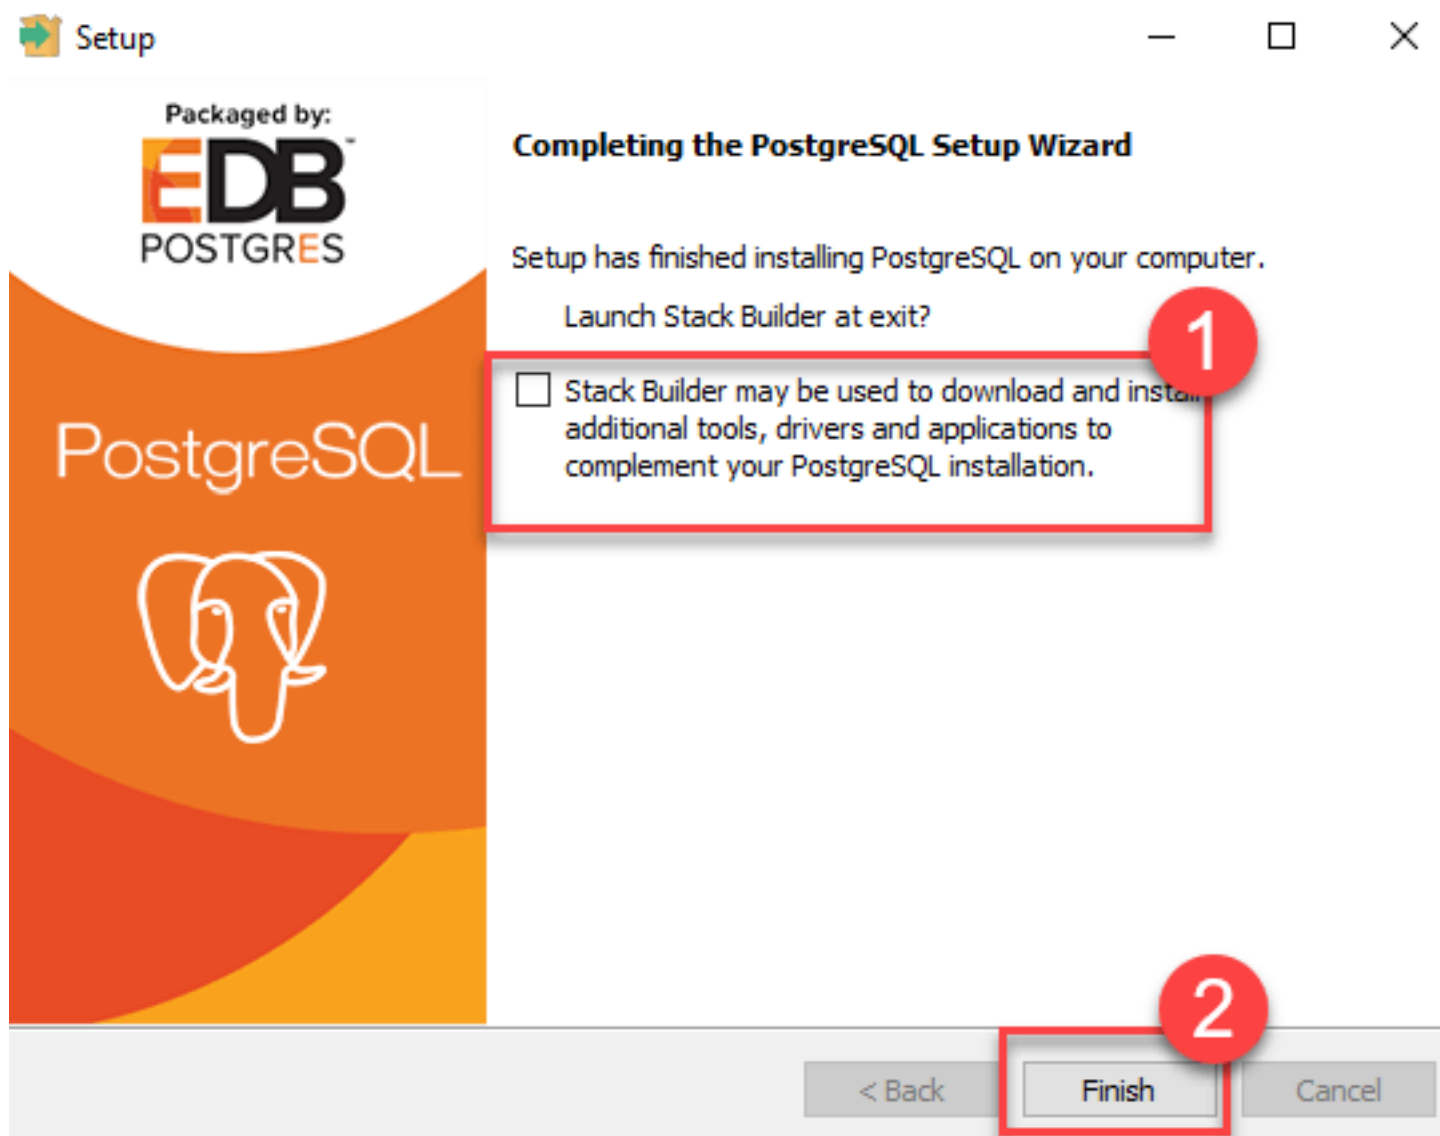 Setup
Packaged by:
EDB™
POSTGRES
PostgreSQL
Completing the PostgreSQL Setup Wizard
Setup has finished installing PostgreSQL on your computer.
Launch Stack Builder at exit?
1
Stack Builder may be used to download and install
additional tools, drivers and applications to
complement your PostgreSQL installation.
2
< Back Finish Cancel